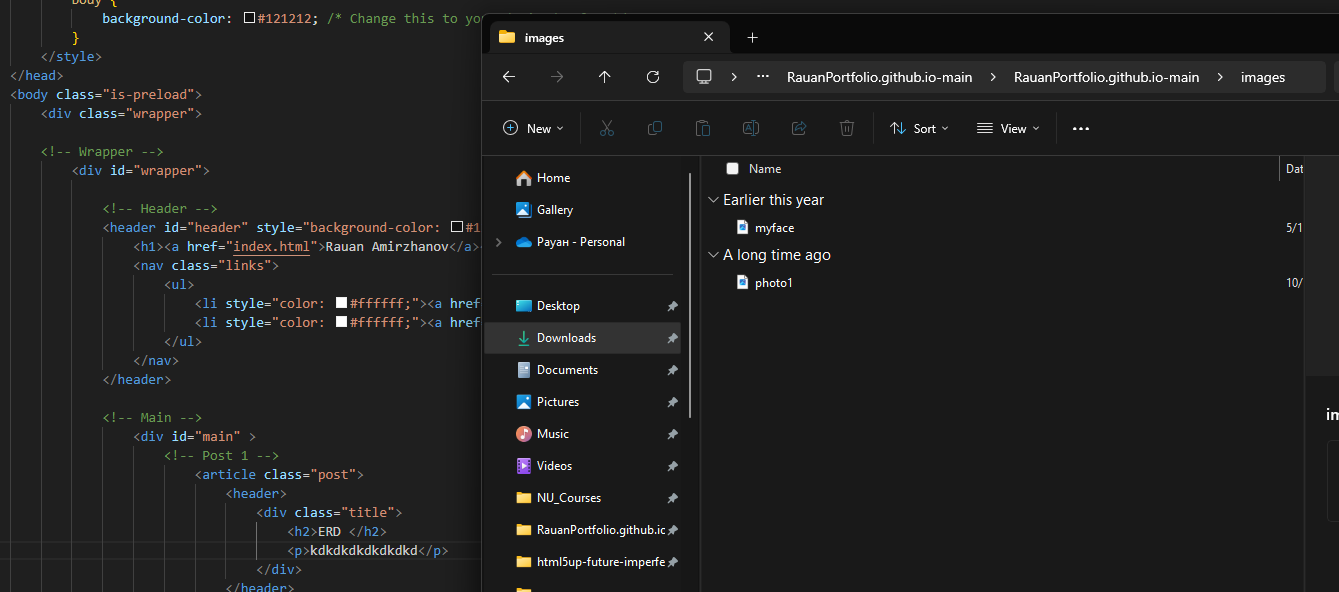 body {
background-color: #121212; /* Change this to yo
}
</style>
</head>
<body class="is-preload">
<div class="wrapper">
<!-- Wrapper -->
<div id="wrapper">
<!-- Header -->
<header id="header" style="background-color: #1
<h1><a href="index.html">Rauan Amirzhanov</a>
<nav class="links">
<ul>
<li style="color: #ffffff;"><a href
<li style="color: #ffffff;"><a href
</ul>
</nav>
</header>
<!-- Main -->
<div id="main" >
<!-- Post 1 -->
<article class="post">
<header>
<div class="title">
<h2>ERD </h2>
<p>kdkdkdkdkdkdkd</p>
</div>
</header>
images
RauanPortfolio.github.io-main > RauanPortfolio.github.io-main > images
New
Sort
View
Home
Gallery
Рауан - Personal
Desktop
Downloads
Documents
Pictures
Music
Videos
NU_Courses
RauanPortfolio.github.ic
html5up-future-imperfe
Name
Dat
Earlier this year
myface 5/1
A long time ago
photo1 10/
im